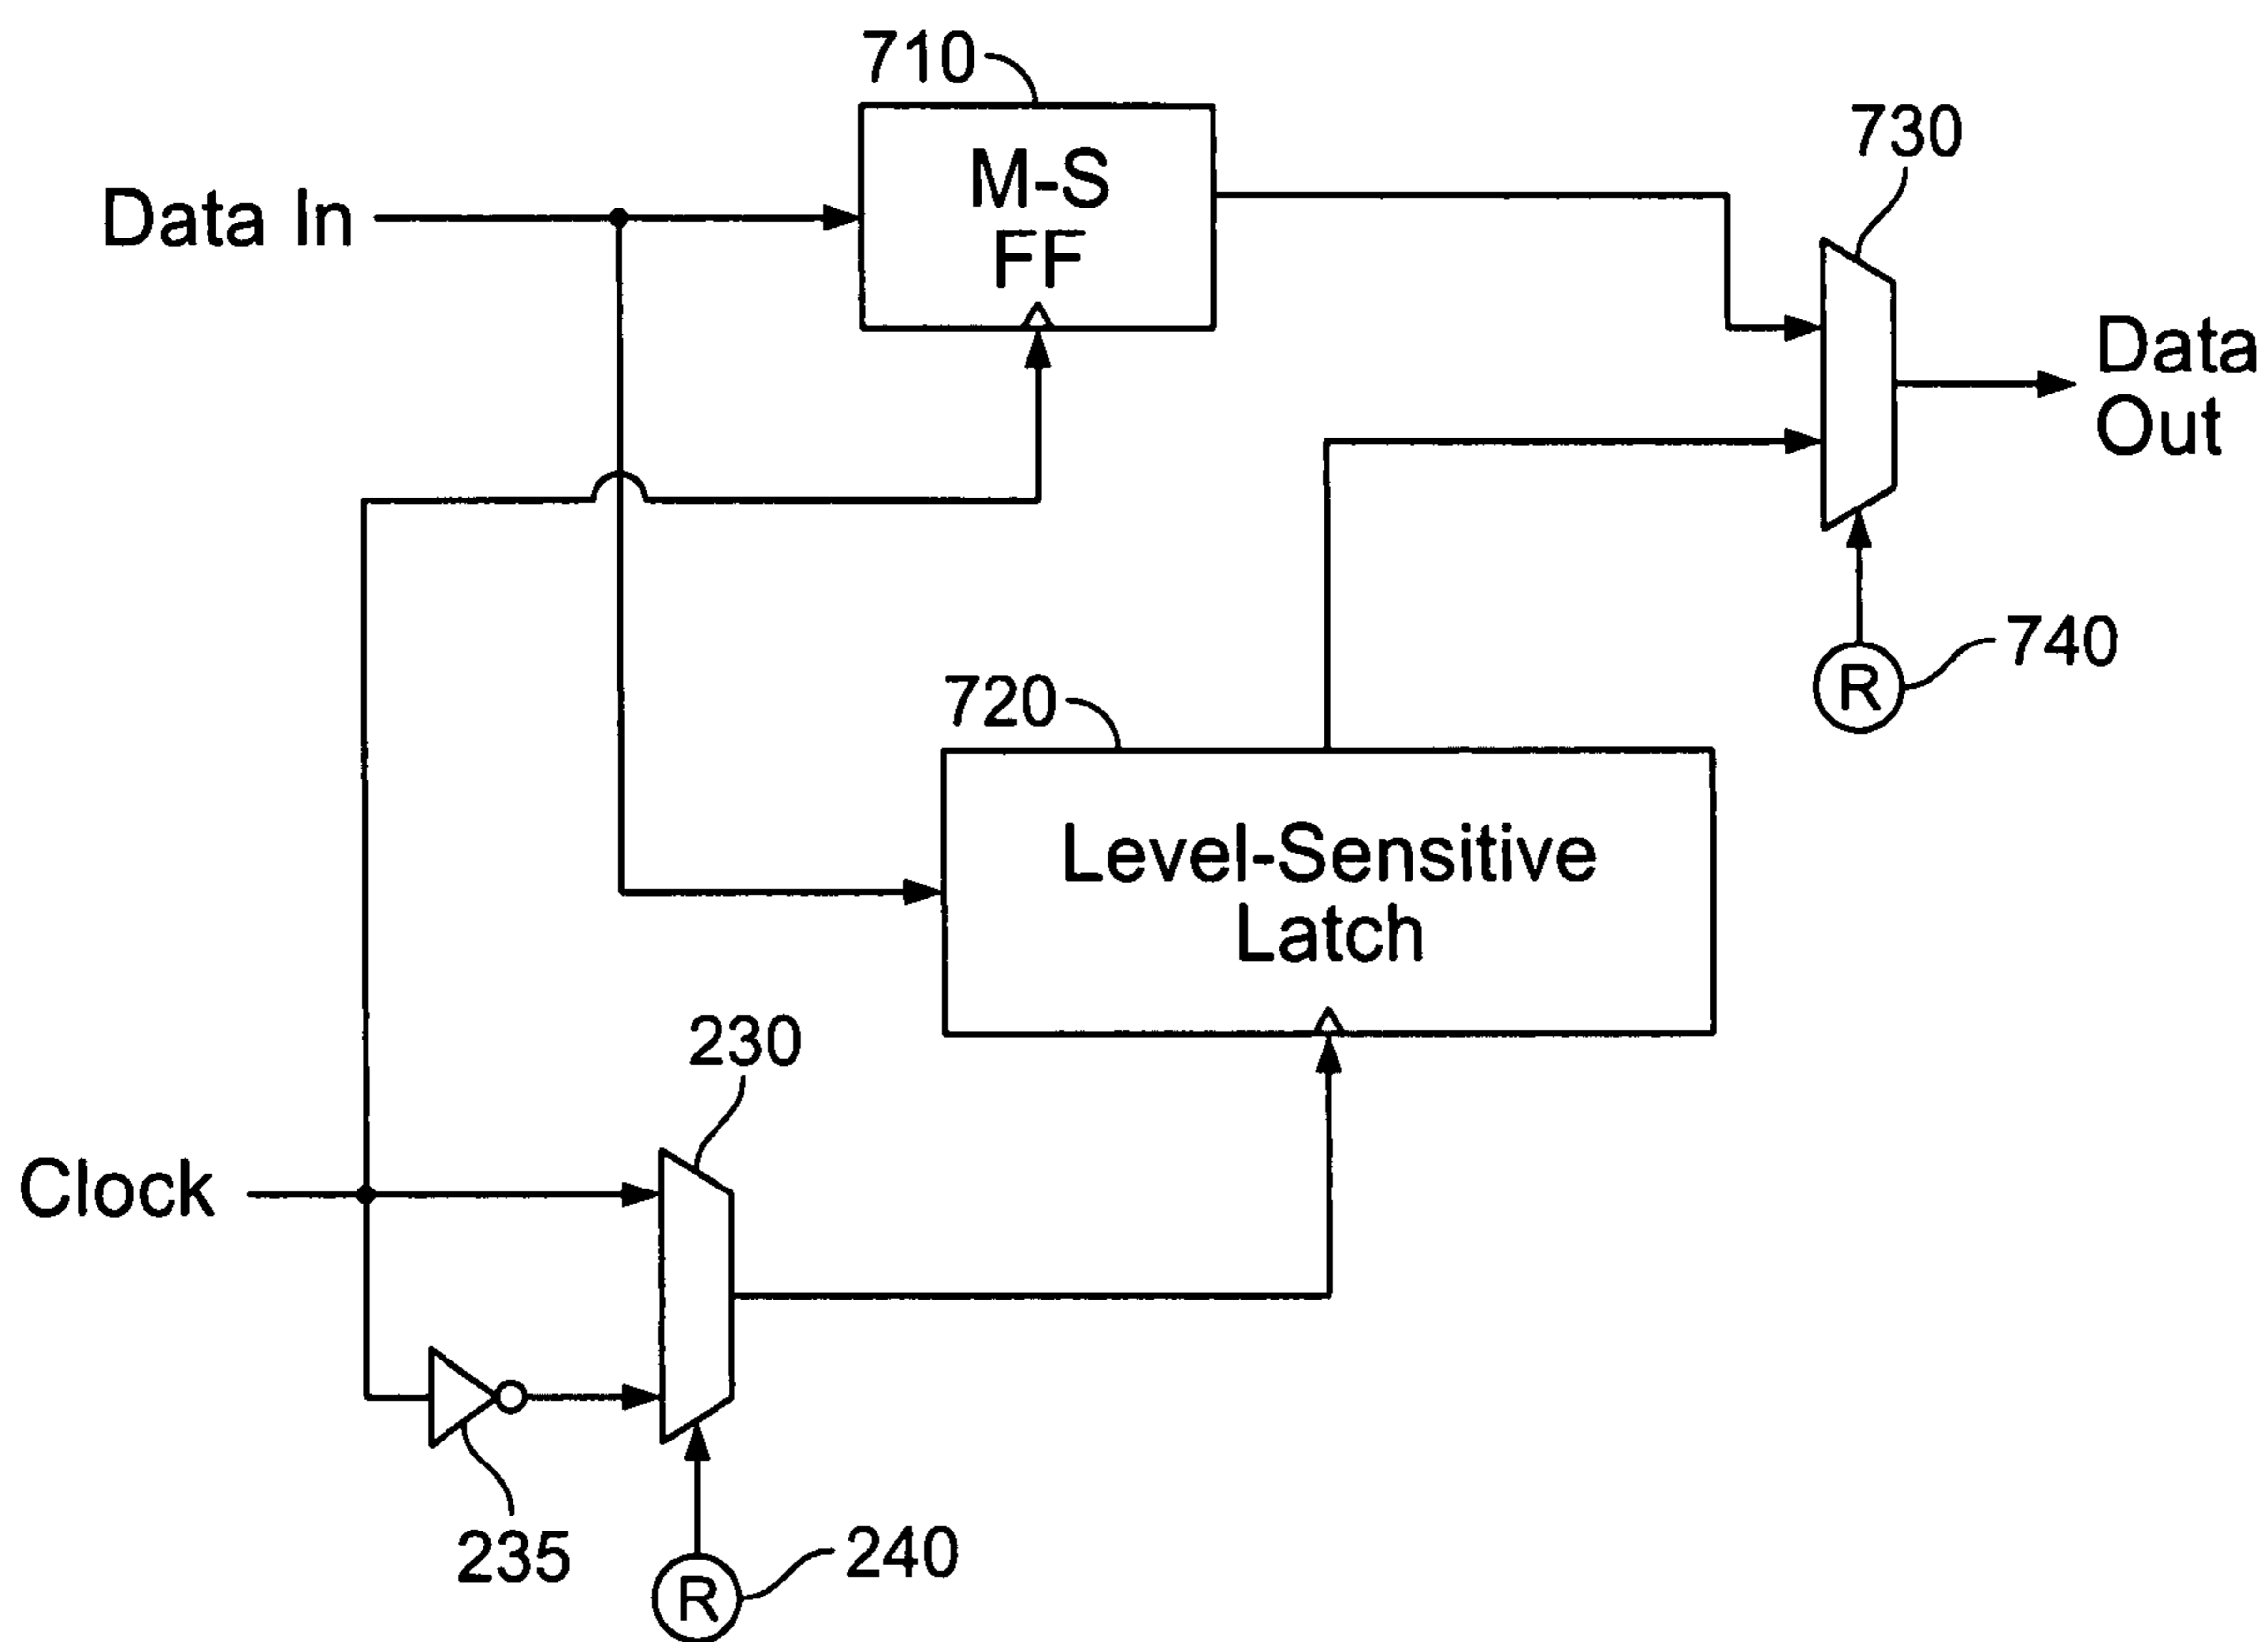 710
M-S
FF
730
Data In
Data
Out
740
R
720
Level-Sensitive
Latch
230
Clock
235
240
R